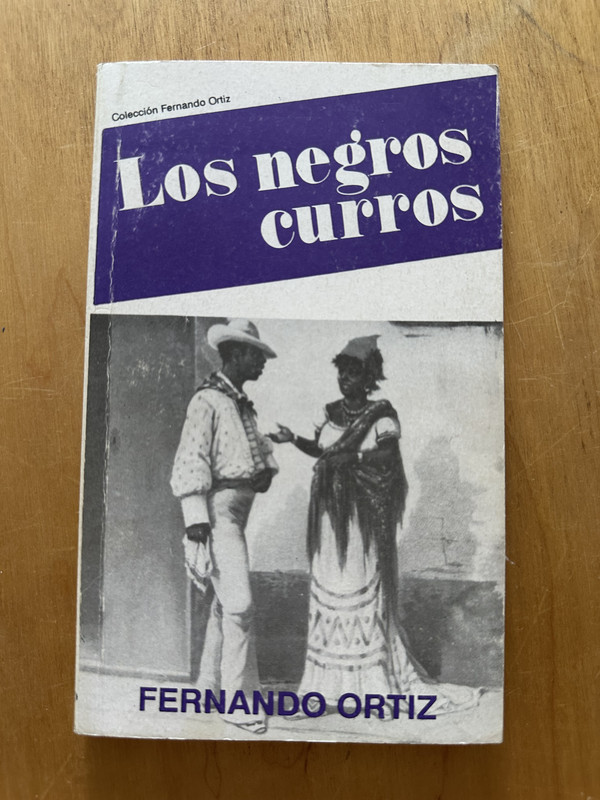 Colección Fernando Ortiz
Los negros
curros
FERNANDO ORTIZ